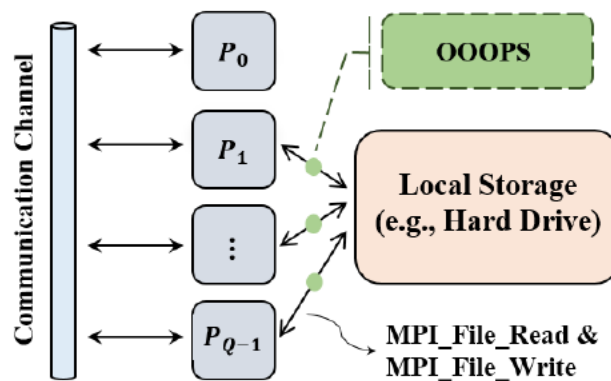 Communication Channel
P0
P1
⋮
PQ−1
OOOPS
Local Storage
(e.g., Hard Drive)
MPI_File_Read &
MPI_File_Write